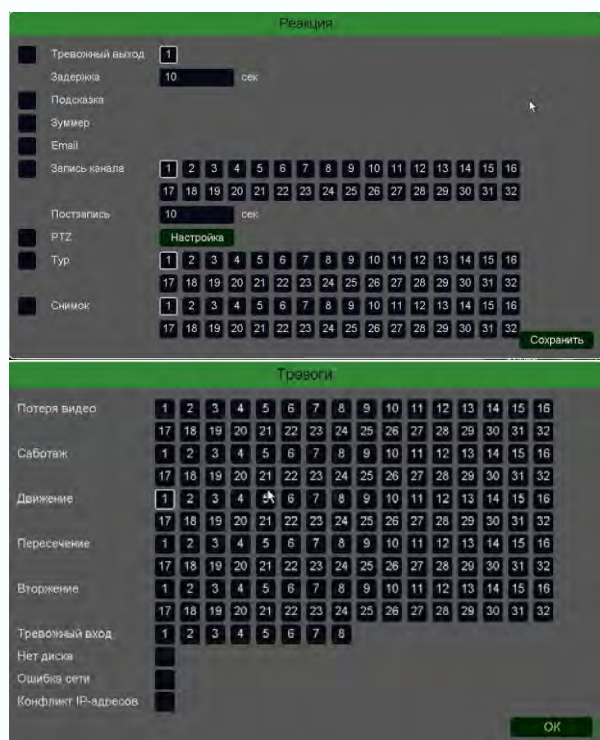 Реакция
Тревожный выход 1
Задержка 10 сек
Подсказка
Зуммер
Email
Запись канала 1 2 3 4 5 6 7 8 9 10 11 12 13 14 15 16
17 18 19 20 21 22 23 24 25 26 27 28 29 30 31 32
Постзапись 10 сек
PTZ Настройка
Тур 1 2 3 4 5 6 7 8 9 10 11 12 13 14 15 16
17 18 19 20 21 22 23 24 25 26 27 28 29 30 31 32
Снимок 1 2 3 4 5 6 7 8 9 10 11 12 13 14 15 16
17 18 19 20 21 22 23 24 25 26 27 28 29 30 31 32
Сохранить
Тревоги
Потеря видео 1 2 3 4 5 6 7 8 9 10 11 12 13 14 15 16
17 18 19 20 21 22 23 24 25 26 27 28 29 30 31 32
Саботаж 1 2 3 4 5 6 7 8 9 10 11 12 13 14 15 16
17 18 19 20 21 22 23 24 25 26 27 28 29 30 31 32
Движение 1 2 3 4 5 6 7 8 9 10 11 12 13 14 15 16
17 18 19 20 21 22 23 24 25 26 27 28 29 30 31 32
Пересечение 1 2 3 4 5 6 7 8 9 10 11 12 13 14 15 16
17 18 19 20 21 22 23 24 25 26 27 28 29 30 31 32
Вторжение 1 2 3 4 5 6 7 8 9 10 11 12 13 14 15 16
17 18 19 20 21 22 23 24 25 26 27 28 29 30 31 32
Тревожный вход 1 2 3 4 5 6 7 8
Нет диска
Ошибка сети
Конфликт IP-адресов
OK